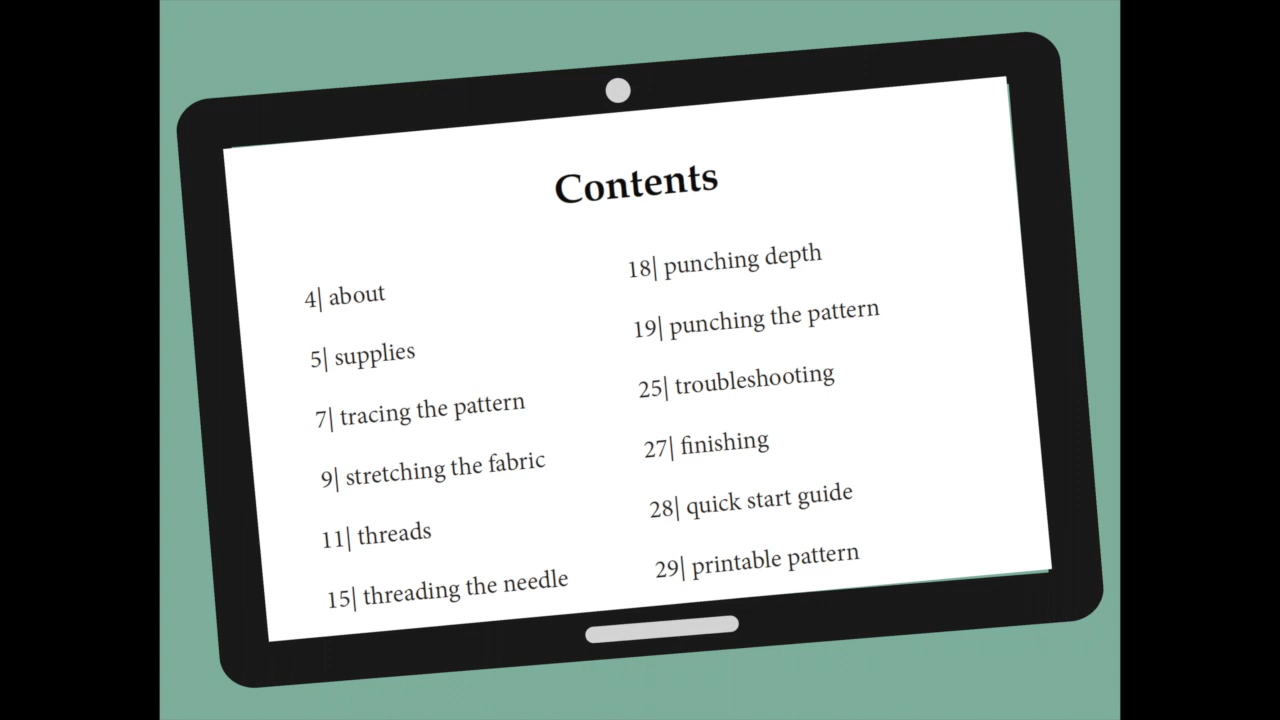 Contents
4| about
5| supplies
7| tracing the pattern
9| stretching the fabric
11| threads
15| threading the needle
18| punching depth
19| punching the pattern
25| troubleshooting
27| finishing
28| quick start guide
29| printable pattern